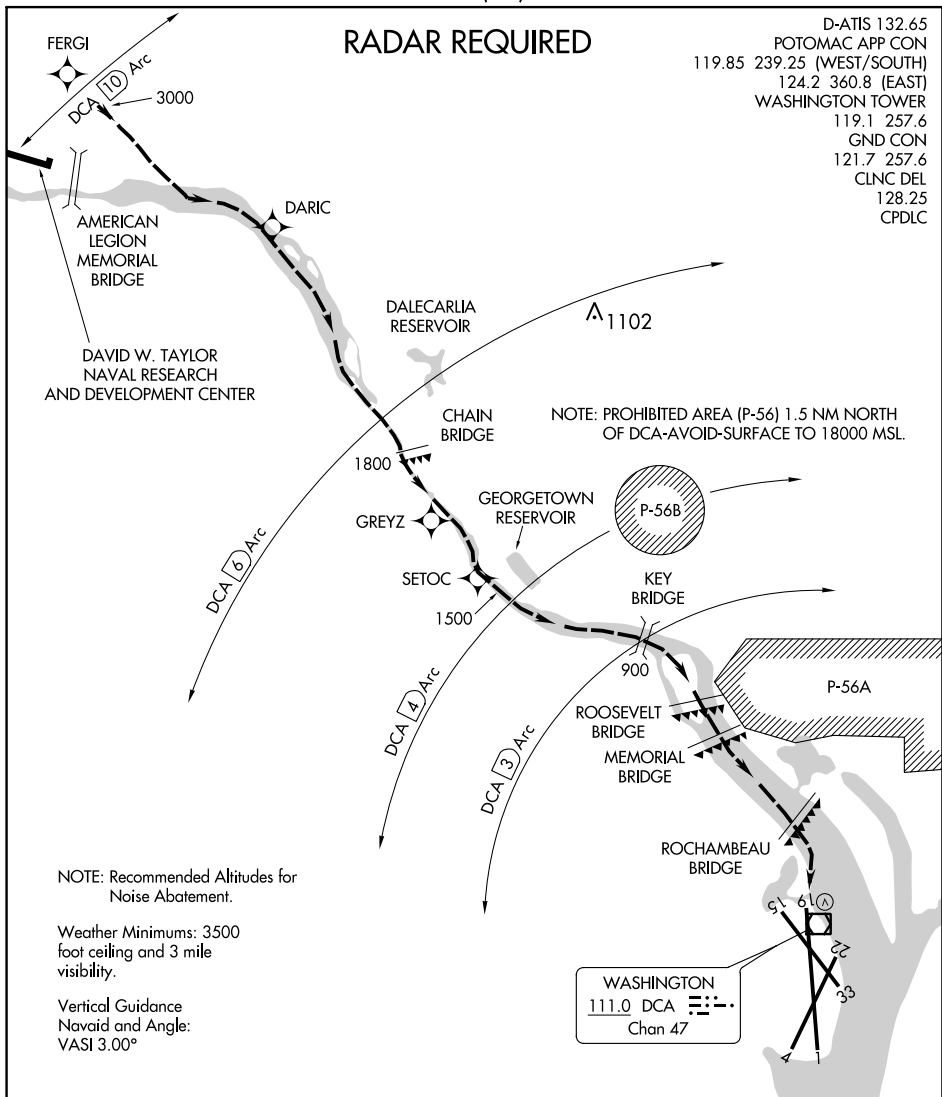 RADAR REQUIRED
D-ATIS 132.65
POTOMAC APP CON
119.85 239.25 (WEST/SOUTH)
124.2 360.8 (EAST)
WASHINGTON TOWER
119.1 257.6
GND CON
121.7 257.6
CLNC DEL
128.25
CPDLC
FERGI
DCA 10 Arc
3000
AMERICAN
LEGION
MEMORIAL
BRIDGE
DARIC
DAVID W. TAYLOR
NAVAL RESEARCH
AND DEVELOPMENT CENTER
DALECARLIA
RESERVOIR
1102
CHAIN
BRIDGE
1800
NOTE: PROHIBITED AREA (P-56) 1.5 NM NORTH
OF DCA-AVOID-SURFACE TO 18000 MSL.
GREYZ
GEORGETOWN
RESERVOIR
P-56B
DCA 6 Arc
SETOC
1500
KEY
BRIDGE
900
P-56A
DCA 4 Arc
ROOSEVELT
BRIDGE
MEMORIAL
BRIDGE
DCA 3 Arc
ROCHAMBEAU
BRIDGE
NOTE: Recommended Altitudes for
Noise Abatement.
Weather Minimums: 3500
foot ceiling and 3 mile
visibility.
Vertical Guidance
Navaid and Angle:
VASI 3.00°
15
19
V
22
33
4
1
WASHINGTON
111.0 DCA
Chan 47